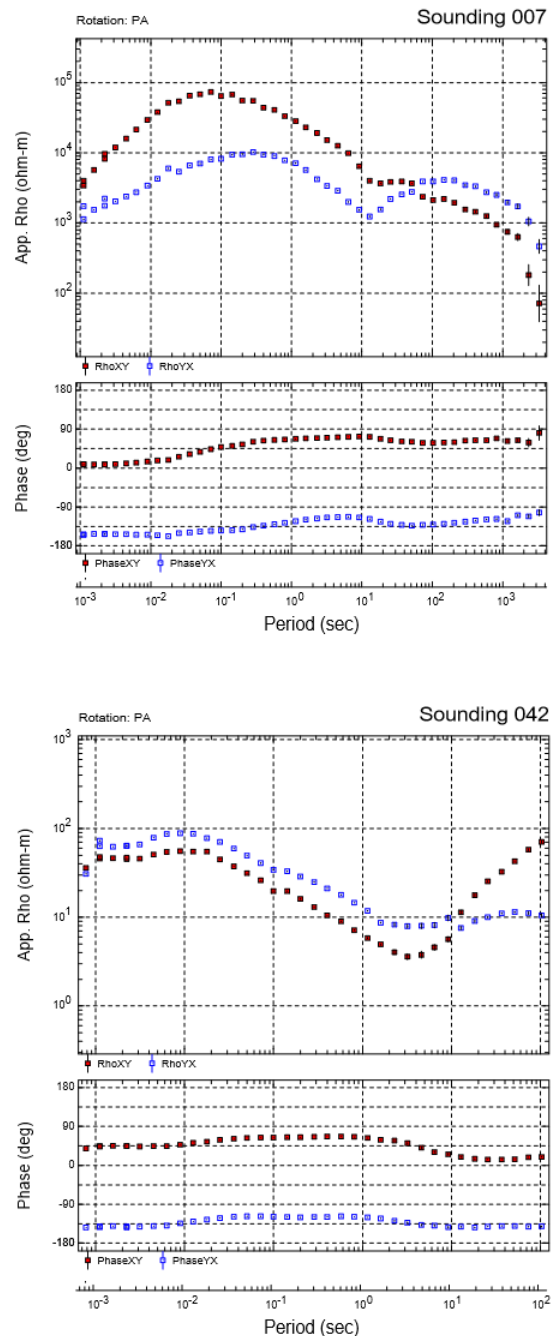 Rotation: PA Sounding 007
App. Rho (ohm-m)
10^5
10^4
10^3
10^2
RhoXY RhoYX
Phase (deg)
180
90
0
-90
-180
PhaseXY PhaseYX
10^-3 10^-2 10^-1 10^0 10^1 10^2 10^3
Period (sec)
Rotation: PA Sounding 042
App. Rho (ohm-m)
10^3
10^2
10^1
10^0
RhoXY RhoYX
Phase (deg)
180
90
0
-90
-180
PhaseXY PhaseYX
10^-3 10^-2 10^-1 10^0 10^1 10^2
Period (sec)